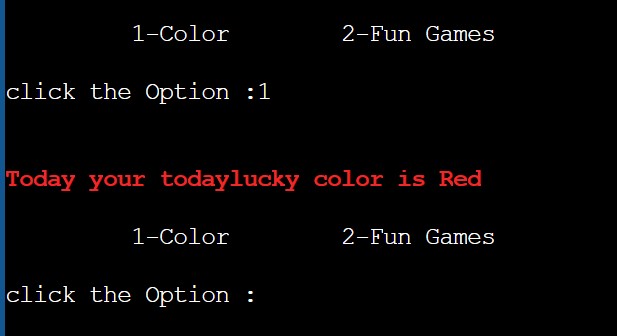 1-Color 2-Fun Games
click the Option :1
Today your todaylucky color is Red
1-Color 2-Fun Games
click the Option :